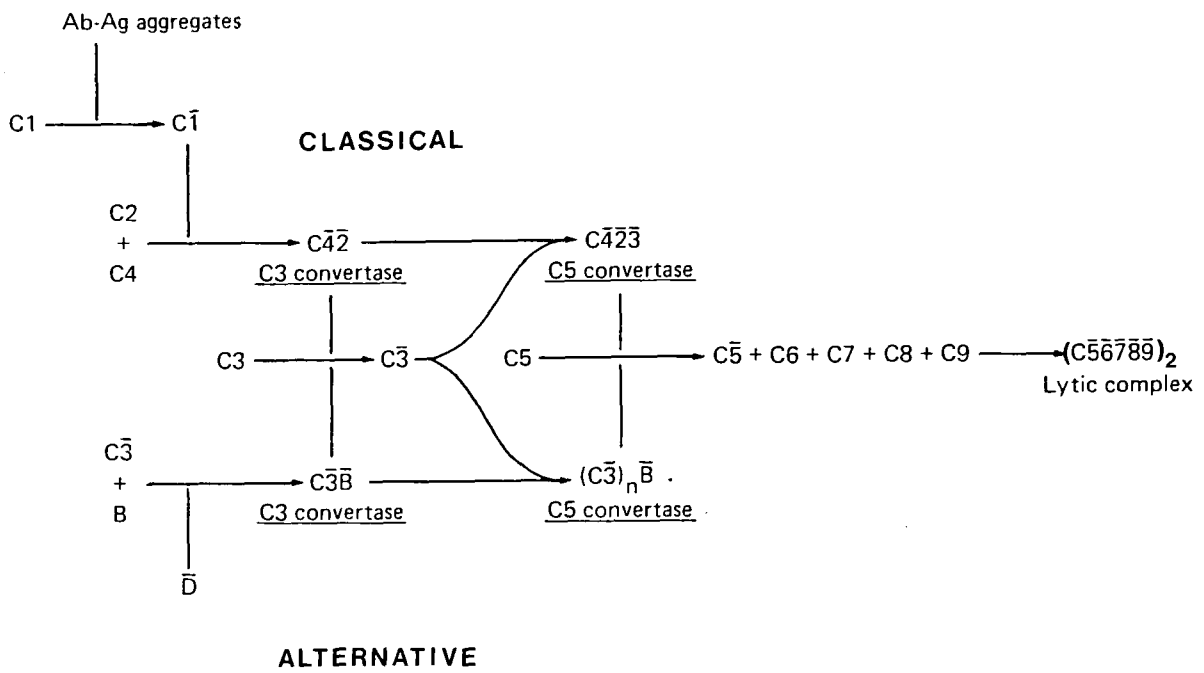 Ab-Ag aggregates
C1 C1̄
CLASSICAL
C2
+
C4
C4̄2̄
C3 convertase
C4̄2̄3̄
C5 convertase
C3 C3̄
C5 C5̄ + C6 + C7 + C8 + C9 (C5̄6̄7̄8̄9̄)₂
Lytic complex
C3̄
+
B
C3̄B̄
C3 convertase
(C3̄)ₙB̄ .
C5 convertase
D̄
ALTERNATIVE